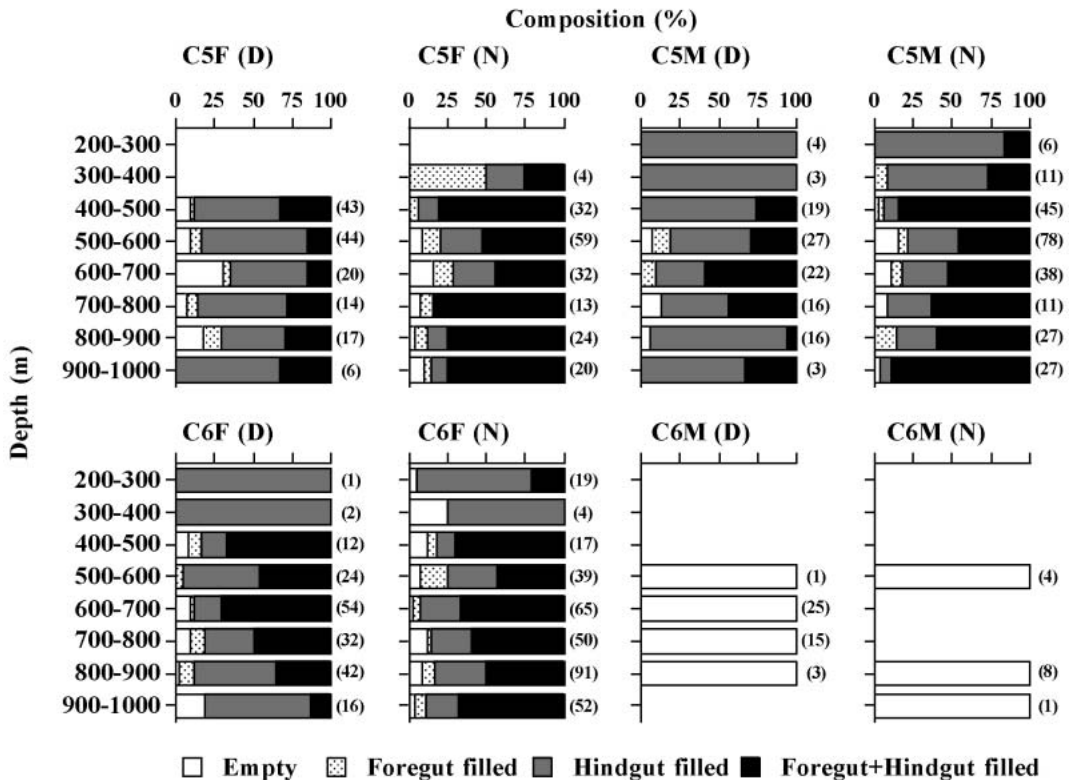 Composition (%)
C5F (D) C5F (N) C5M (D) C5M (N)
0 25 50 75 100 0 25 50 75 100 0 25 50 75 100 0 25 50 75 100
200-300 (4) (6)
300-400 (4) (3) (11)
400-500 (43) (32) (19) (45)
500-600 (44) (59) (27) (78)
600-700 (20) (32) (22) (38)
700-800 (14) (13) (16) (11)
800-900 (17) (24) (16) (27)
900-1000 (6) (20) (3) (27)
Depth (m)
C6F (D) C6F (N) C6M (D) C6M (N)
200-300 (1) (19)
300-400 (2) (4)
400-500 (12) (17)
500-600 (24) (39) (1) (4)
600-700 (54) (65) (25)
700-800 (32) (50) (15)
800-900 (42) (91) (3) (8)
900-1000 (16) (52) (1)
Empty Foregut filled Hindgut filled Foregut+Hindgut filled